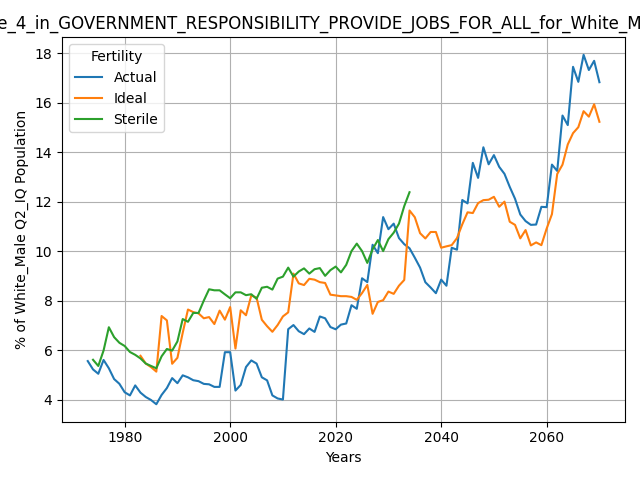 e_4_in_GOVERNMENT_RESPONSIBILITY_PROVIDE_JOBS_FOR_ALL_for_White_M
Fertility
Actual
Ideal
Sterile
% of White_Male Q2_IQ Population
18
16
14
12
10
8
6
4
1980
2000
2020
2040
2060
Years